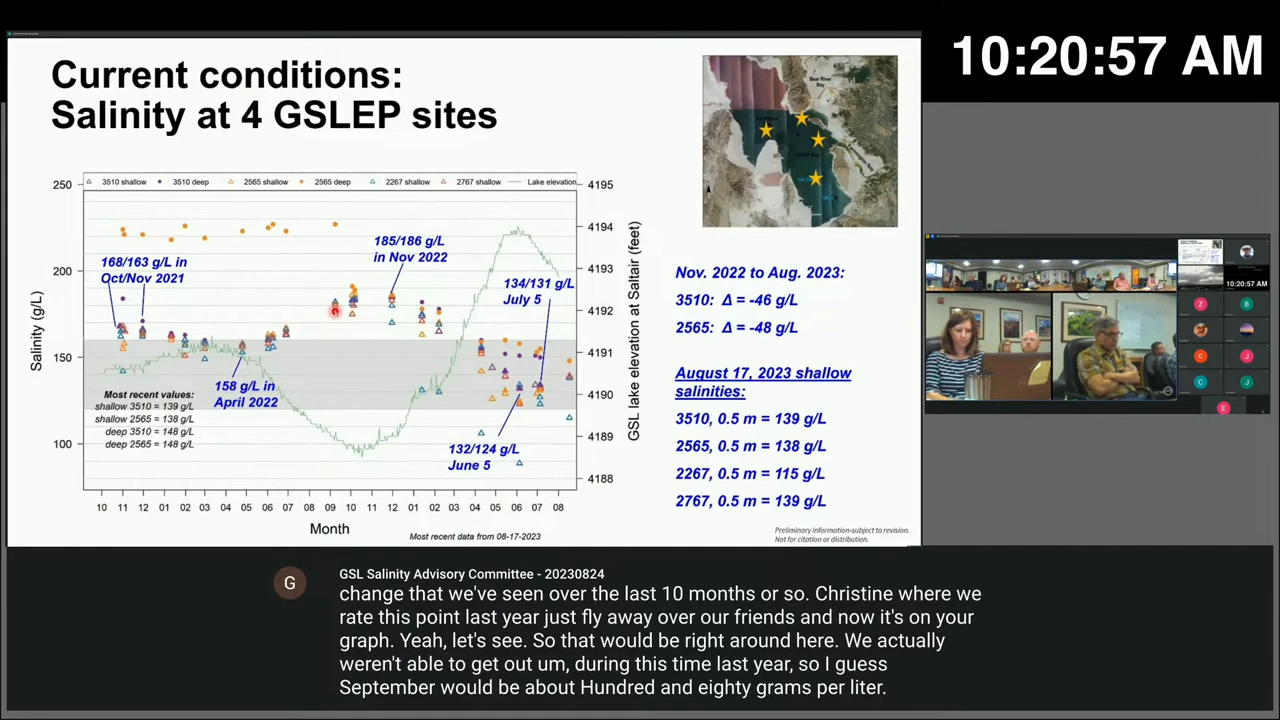 Current conditions:
Salinity at 4 GSLEP sites
10:20:57 AM
3510 shallow
3510 deep
2565 shallow
2565 deep
2267 shallow
2767 shallow
Lake elevation
250
200
150
100
Salinity (g/L)
4195
4194
4193
4192
4191
4190
4189
4188
GSL lake elevation at Saltair (feet)
168/163 g/L in
Oct/Nov 2021
185/186 g/L
in Nov 2022
134/131 g/L
July 5
158 g/L in
April 2022
132/124 g/L
June 5
Most recent values:
shallow 3510 = 139 g/L
shallow 2565 = 138 g/L
deep 3510 = 148 g/L
deep 2565 = 148 g/L
10 11 12 01 02 03 04 05 06 07 08 09 10 11 12 01 02 03 04 05 06 07 08
Month
Most recent data from 08-17-2023
Bear River
Bay
Nov. 2022 to Aug. 2023:
3510: Δ = -46 g/L
2565: Δ = -48 g/L
August 17, 2023 shallow
salinities:
3510, 0.5 m = 139 g/L
2565, 0.5 m = 138 g/L
2267, 0.5 m = 115 g/L
2767, 0.5 m = 139 g/L
Preliminary information-subject to revision.
Not for citation or distribution.
10:20:57 AM
Z
B
C
J
C
J
E
G
GSL Salinity Advisory Committee - 20230824
change that we've seen over the last 10 months or so. Christine where we
rate this point last year just fly away over our friends and now it's on your
graph. Yeah, let's see. So that would be right around here. We actually
weren't able to get out um, during this time last year, so I guess
September would be about Hundred and eighty grams per liter.